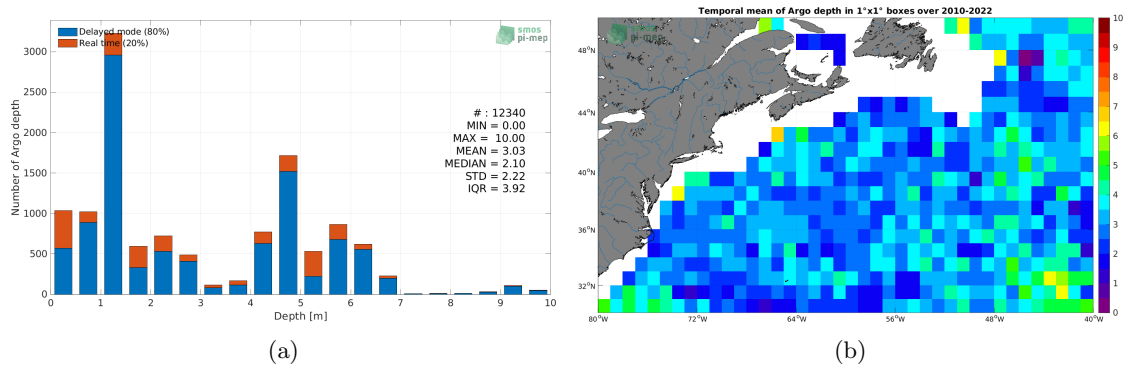 Delayed mode (80%)
Real time (20%)
smos
pi-mep
Number of Argo depth
3000
2500
2000
1500
1000
500
0
# : 12340
MIN = 0.00
MAX = 10.00
MEAN = 3.03
MEDIAN = 2.10
STD = 2.22
IQR = 3.92
0 1 2 3 4 5 6 7 8 9 10
Depth [m]
(a)
Temporal mean of Argo depth in 1°x1° boxes over 2010-2022
smos
pi-mep
48°N
44°N
40°N
36°N
32°N
80°W 72°W 64°W 56°W 48°W 40°W
10
9
8
7
6
5
4
3
2
1
0
(b)